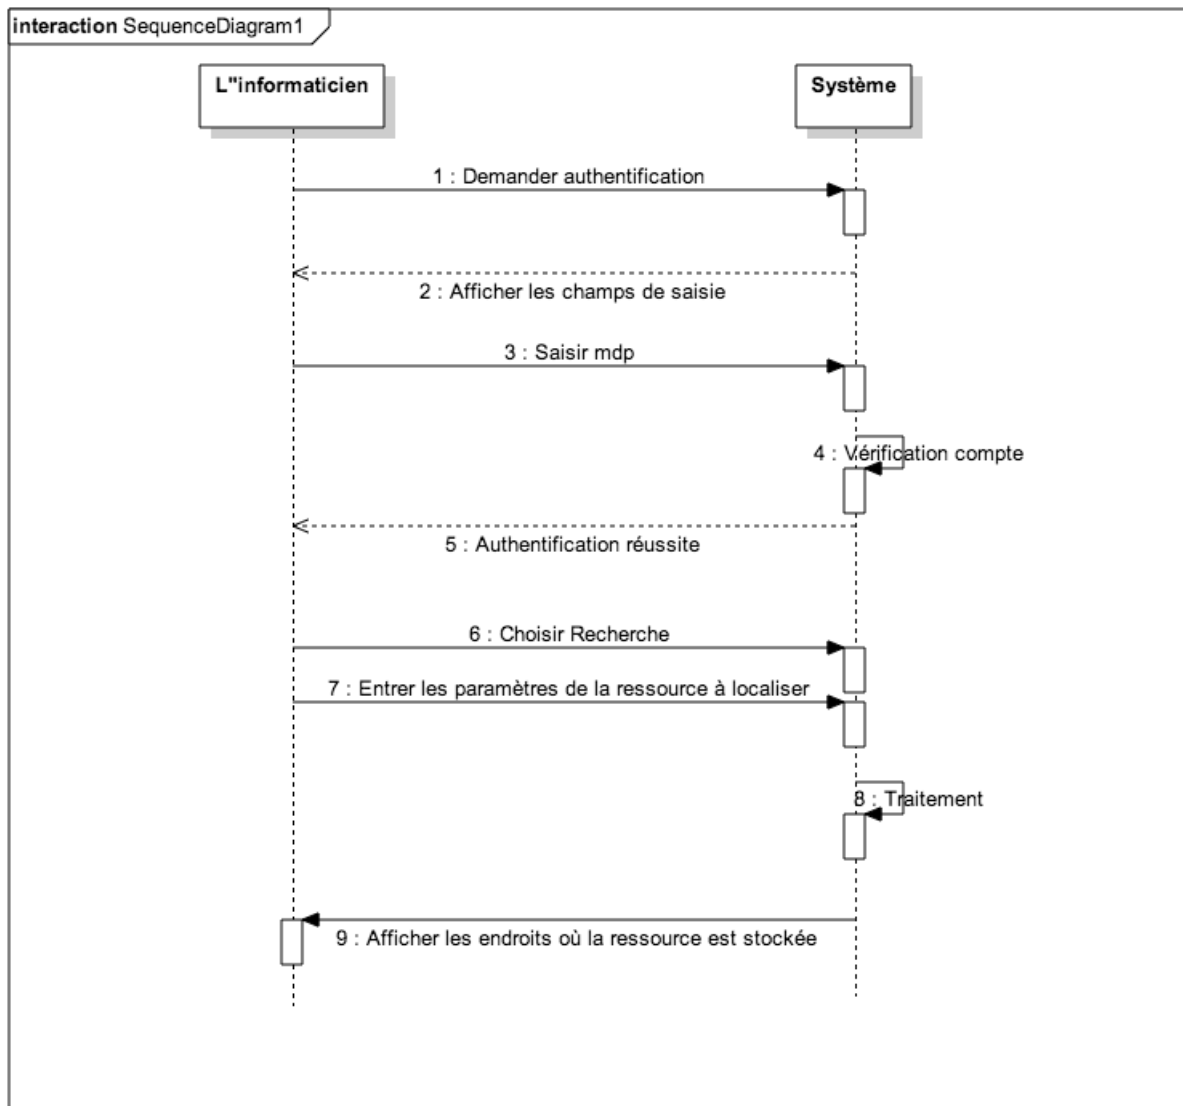 interaction SequenceDiagram1
L"informaticien
Système
1 : Demander authentification
2 : Afficher les champs de saisie
3 : Saisir mdp
4 : Vérification compte
5 : Authentification réussite
6 : Choisir Recherche
7 : Entrer les paramètres de la ressource à localiser
8 : Traitement
9 : Afficher les endroits où la ressource est stockée